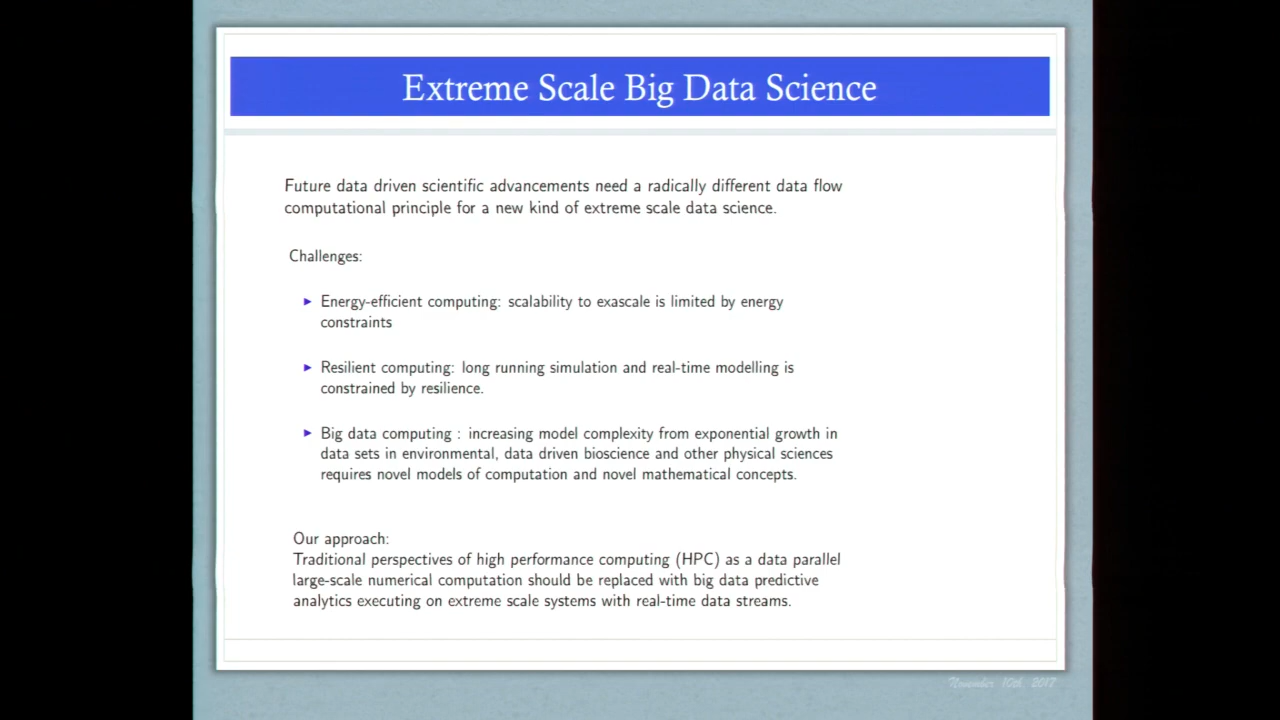 Extreme Scale Big Data Science
Future data driven scientific advancements need a radically different data flow
computational principle for a new kind of extreme scale data science.
Challenges:
Energy-efficient computing: scalability to exascale is limited by energy
constraints
Resilient computing: long running simulation and real-time modelling is
constrained by resilience.
Big data computing : increasing model complexity from exponential growth in
data sets in environmental, data driven bioscience and other physical sciences
requires novel models of computation and novel mathematical concepts.
Our approach:
Traditional perspectives of high performance computing (HPC) as a data parallel
large-scale numerical computation should be replaced with big data predictive
analytics executing on extreme scale systems with real-time data streams.
November 10th, 2017